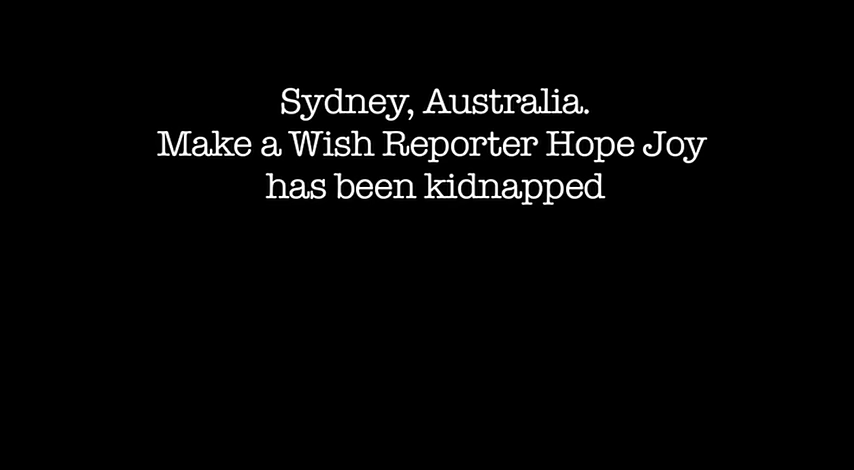 Sydney, Australia.
Make a Wish Reporter Hope Joy
has been kidnapped